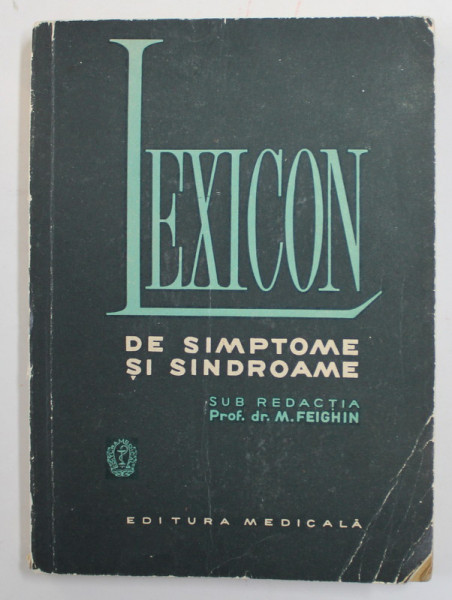 LEXICON
DE SIMPTOME
ȘI SINDROAME
SUB REDACTIA
Prof. dr. M. FEIGHIN
EDITURA MEDICALĂ